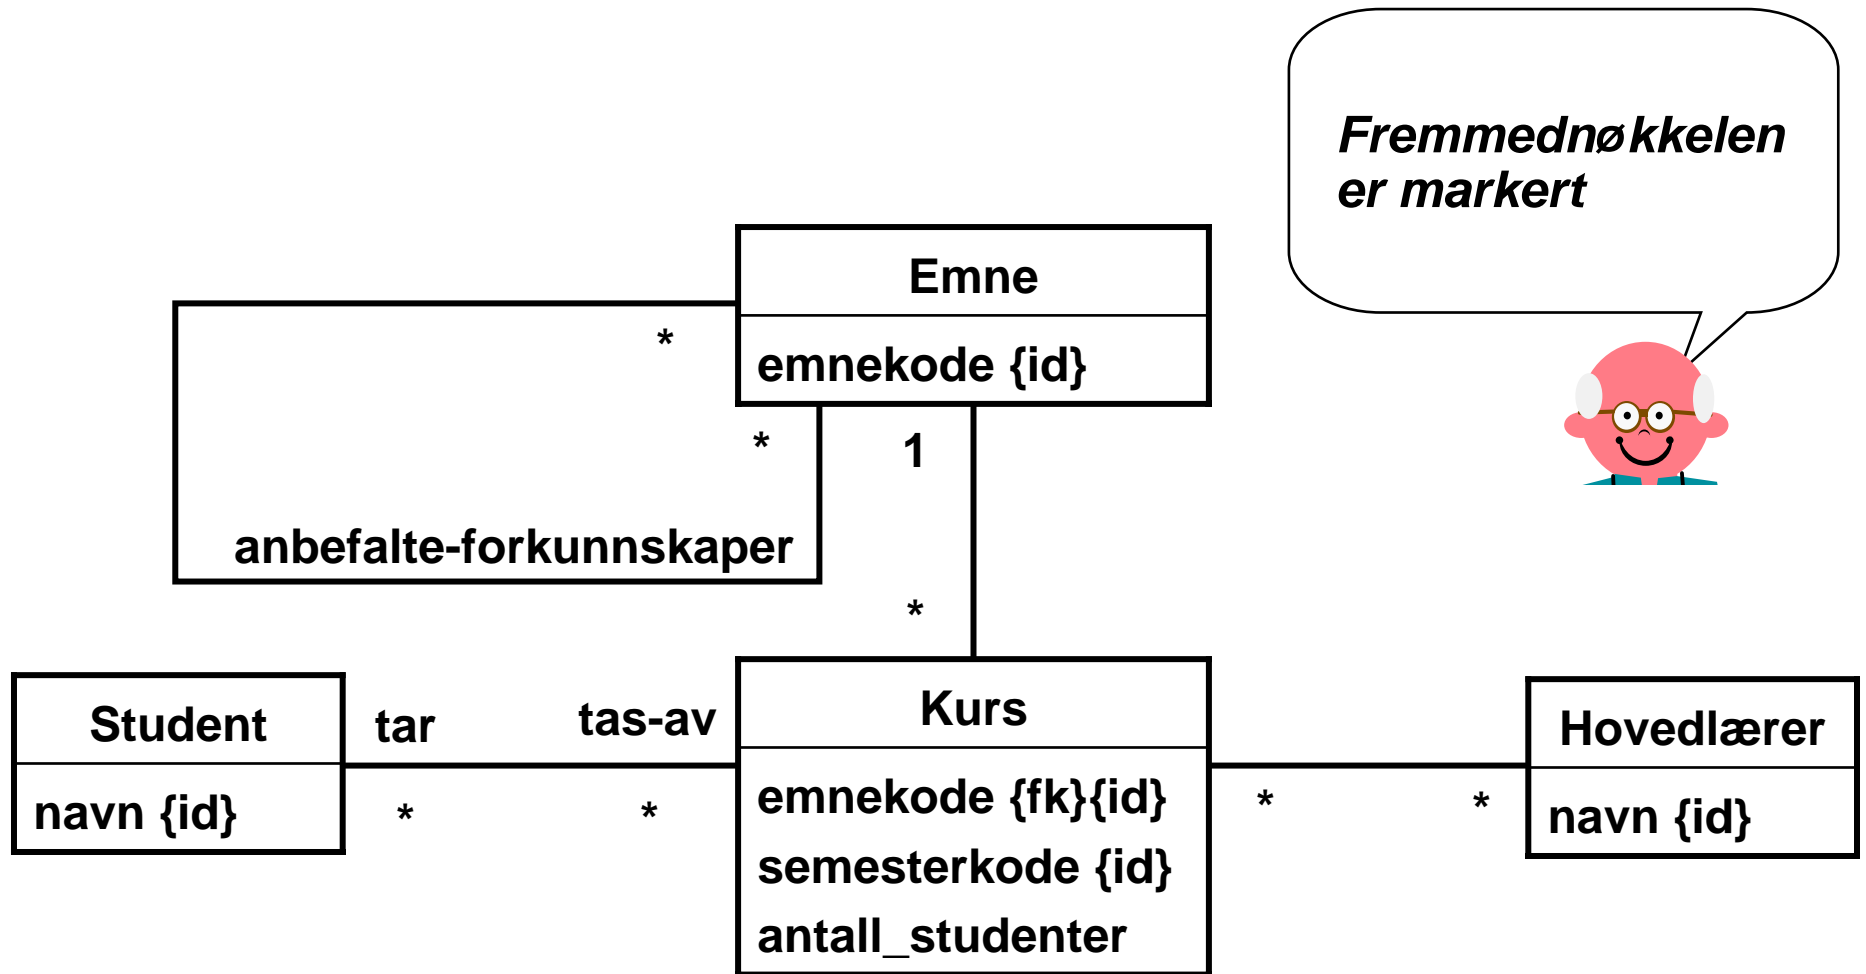 Fremmednøkkelen
er markert
Emne
*
emnekode {id}
*
1
anbefalte-forkunnskaper
*
Student
tar
tas-av
Kurs
Hovedlærer
navn {id}
*
*
emnekode {fk}{id}
*
*
navn {id}
semesterkode {id}
antall_studenter